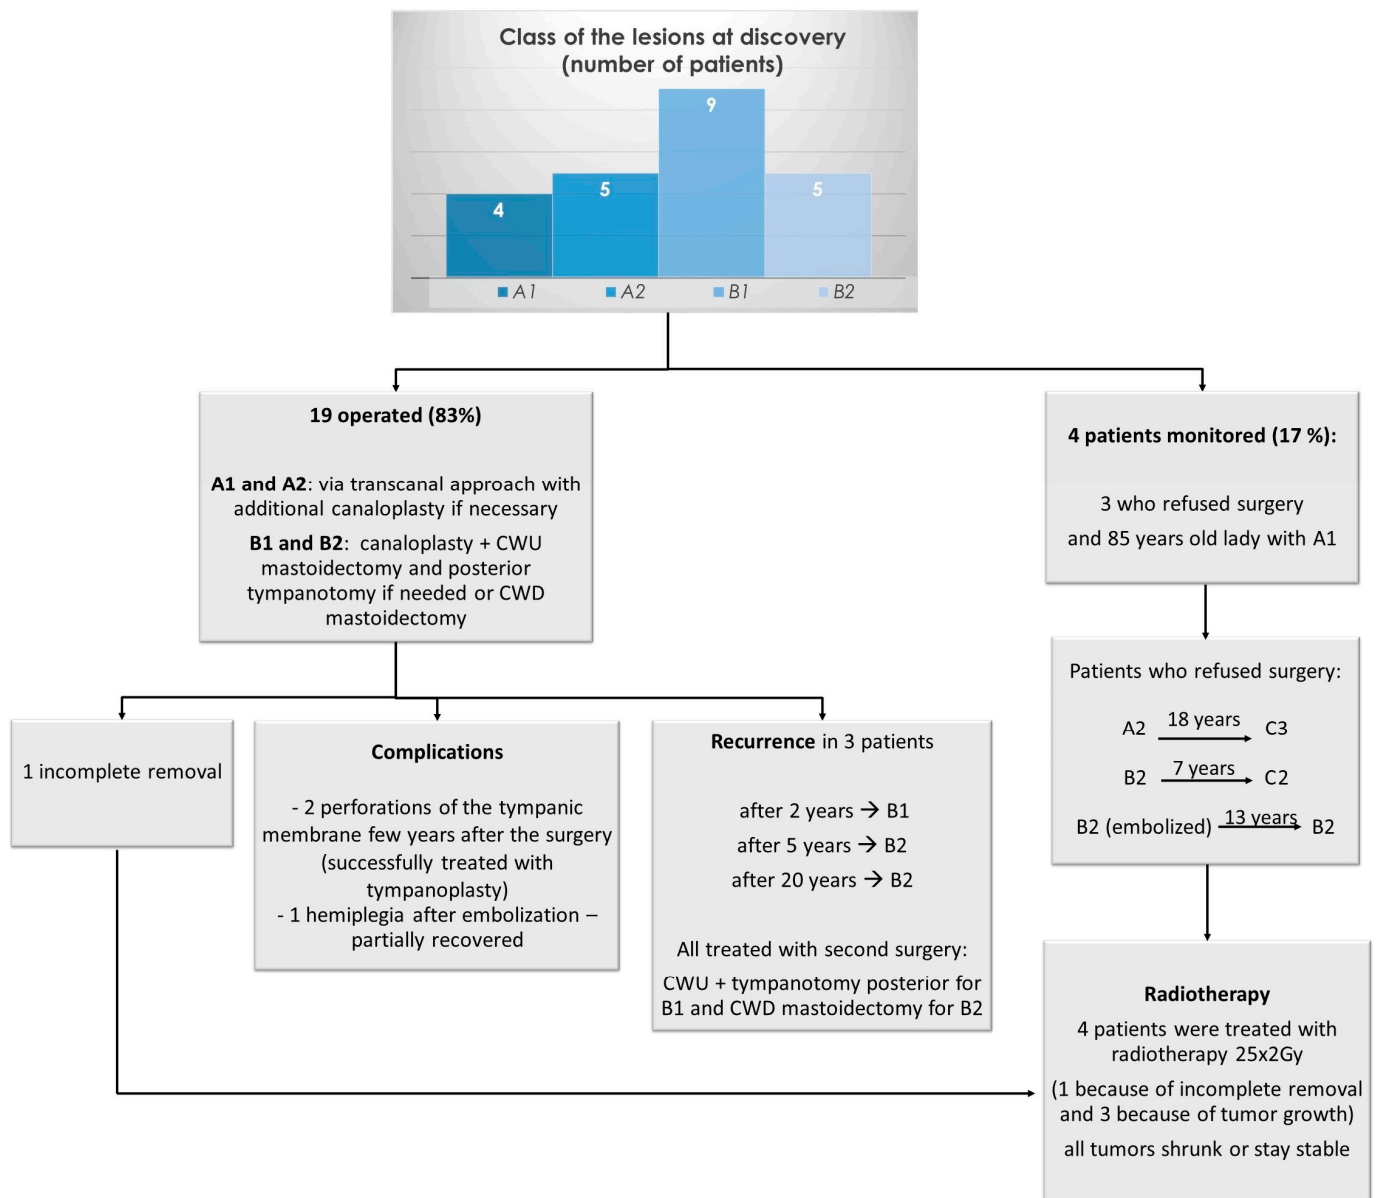 Class of the lesions at discovery
(number of patients)
4
5
9
5
A1
A2
B1
B2
19 operated (83%)
A1 and A2: via transcanal approach with
additional canaloplasty if necessary
B1 and B2: canaloplasty + CWU
mastoidectomy and posterior
tympanotomy if needed or CWD
mastoidectomy
4 patients monitored (17 %):
3 who refused surgery
and 85 years old lady with A1
Patients who refused surgery:
A2 18 years C3
B2 7 years C2
B2 (embolized) 13 years B2
1 incomplete removal
Complications
- 2 perforations of the tympanic
membrane few years after the surgery
(successfully treated with
tympanoplasty)
- 1 hemiplegia after embolization –
partially recovered
Recurrence in 3 patients
after 2 years → B1
after 5 years → B2
after 20 years → B2
All treated with second surgery:
CWU + tympanotomy posterior for
B1 and CWD mastoidectomy for B2
Radiotherapy
4 patients were treated with
radiotherapy 25x2Gy
(1 because of incomplete removal
and 3 because of tumor growth)
all tumors shrunk or stay stable